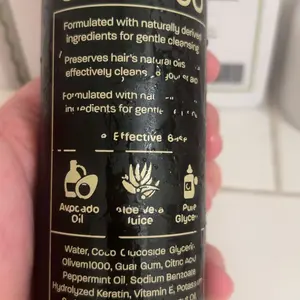 Formulated with naturally derived
ingredients for gentle cleansing
Preserves hair's natural oils
effectively cleans
Formulated with
ingredients for gentle
Effective
Avocado
Oil
Aloe Vera
Juice
Pure
Water, Coco Glucoside
Olivem1000, Guar Gum, Citric
Peppermint Oil, Sodium Benzoate
Hydrolyzed Keratin, Vitamin E,